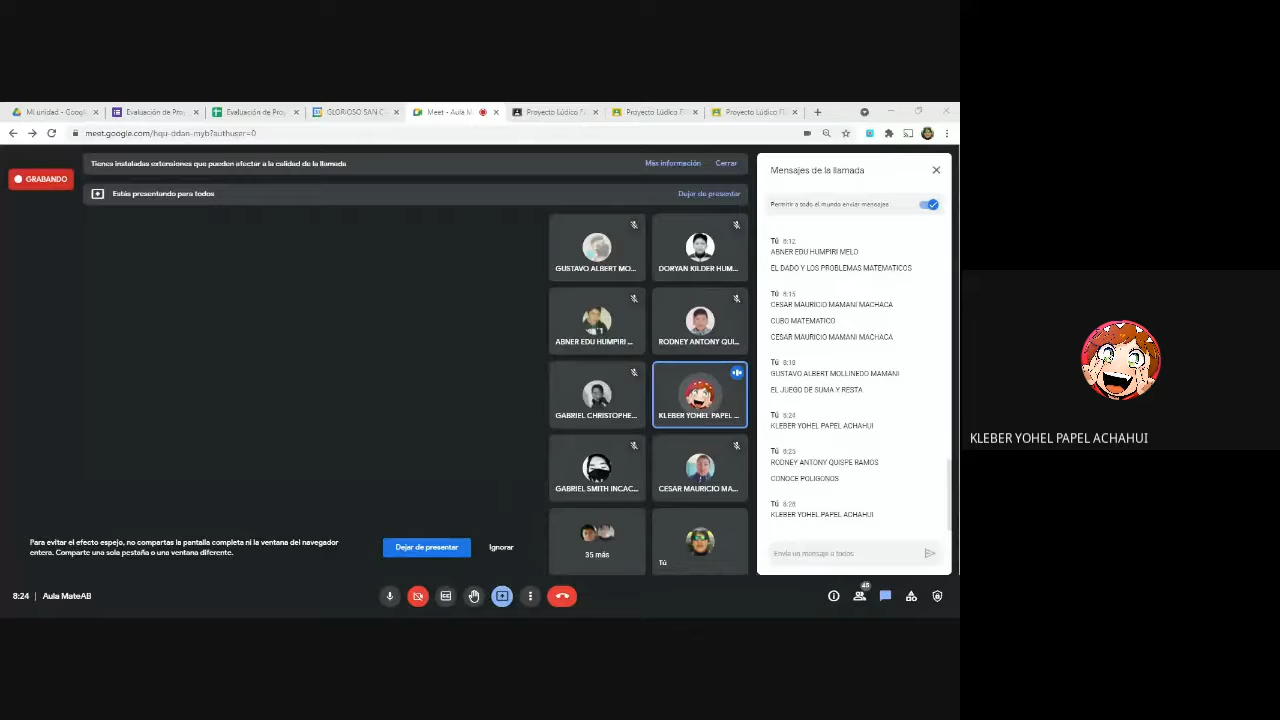 Mi unidad - Googl
Evaluación de Proy
Evaluación de Proy
GLORIOSO SAN C
Meet - Aula M
Proyecto Lúdico F
Proyecto Lúdico F
Proyecto Lúdico F
meet.google.com/hqu-ddan-myb?authuser=0
GRABANDO
Tienes instaladas extensiones que pueden afectar a la calidad de la llamada
Más información
Cerrar
Estás presentando para todos
Dejar de presentar
GUSTAVO ALBERT MO...
DORYAN KILDER HUM...
ABNER EDU HUMPIRI ...
RODNEY ANTONY QUI...
GABRIEL CHRISTOPHE...
KLEBER YOHEL PAPEL ...
GABRIEL SMITH INCAC...
CESAR MAURICIO MA...
35 más
Tú
Para evitar el efecto espejo, no compartas la pantalla completa ni la ventana del navegador
entera. Comparte una sola pestaña o una ventana diferente.
Dejar de presentar
Ignorar
8:24 | Aula MateAB
Mensajes de la llamada
Permitir a todo el mundo enviar mensajes
Tú 8:12
ABNER EDU HUMPIRI MELO
EL DADO Y LOS PROBLEMAS MATEMATICOS
Tú 8:15
CESAR MAURICIO MAMANI MACHACA
CUBO MATEMATICO
CESAR MAURICIO MAMANI MACHACA
Tú 8:18
GUSTAVO ALBERT MOLLINEDO MAMANI
EL JUEGO DE SUMA Y RESTA
Tú 8:24
KLEBER YOHEL PAPEL ACHAHUI
Tú 8:25
RODNEY ANTONY QUISPE RAMOS
CONOCE POLIGONOS
Tú 8:28
KLEBER YOHEL PAPEL ACHAHUI
Envía un mensaje a todos
KLEBER YOHEL PAPEL ACHAHUI